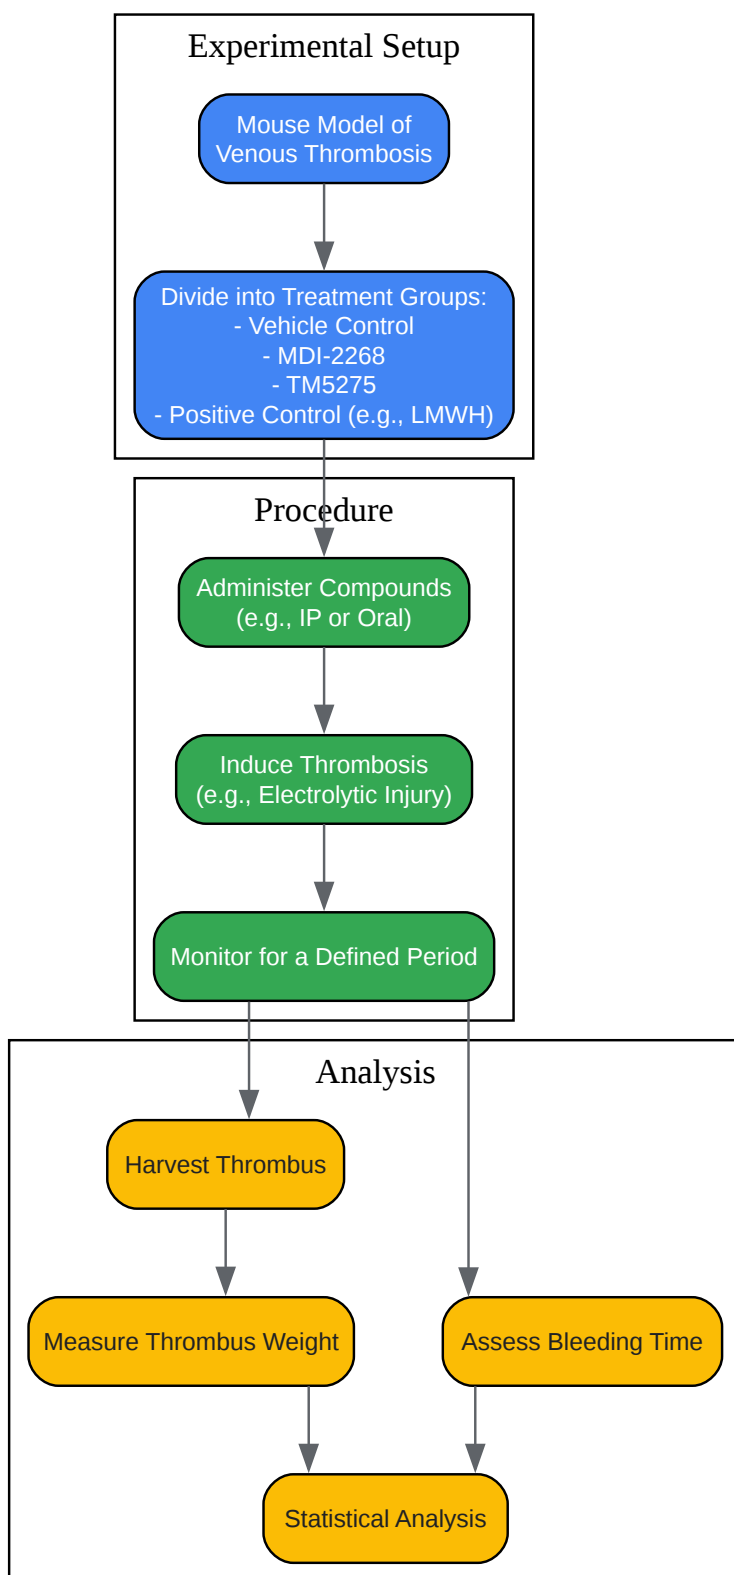 Experimental Setup
Mouse Model of
Venous Thrombosis
Divide into Treatment Groups:
- Vehicle Control
- MDI-2268
- TM5275
- Positive Control (e.g., LMWH)
Procedure
Administer Compounds
(e.g., IP or Oral)
Induce Thrombosis
(e.g., Electrolytic Injury)
Monitor for a Defined Period
Analysis
Harvest Thrombus
Measure Thrombus Weight
Assess Bleeding Time
Statistical Analysis